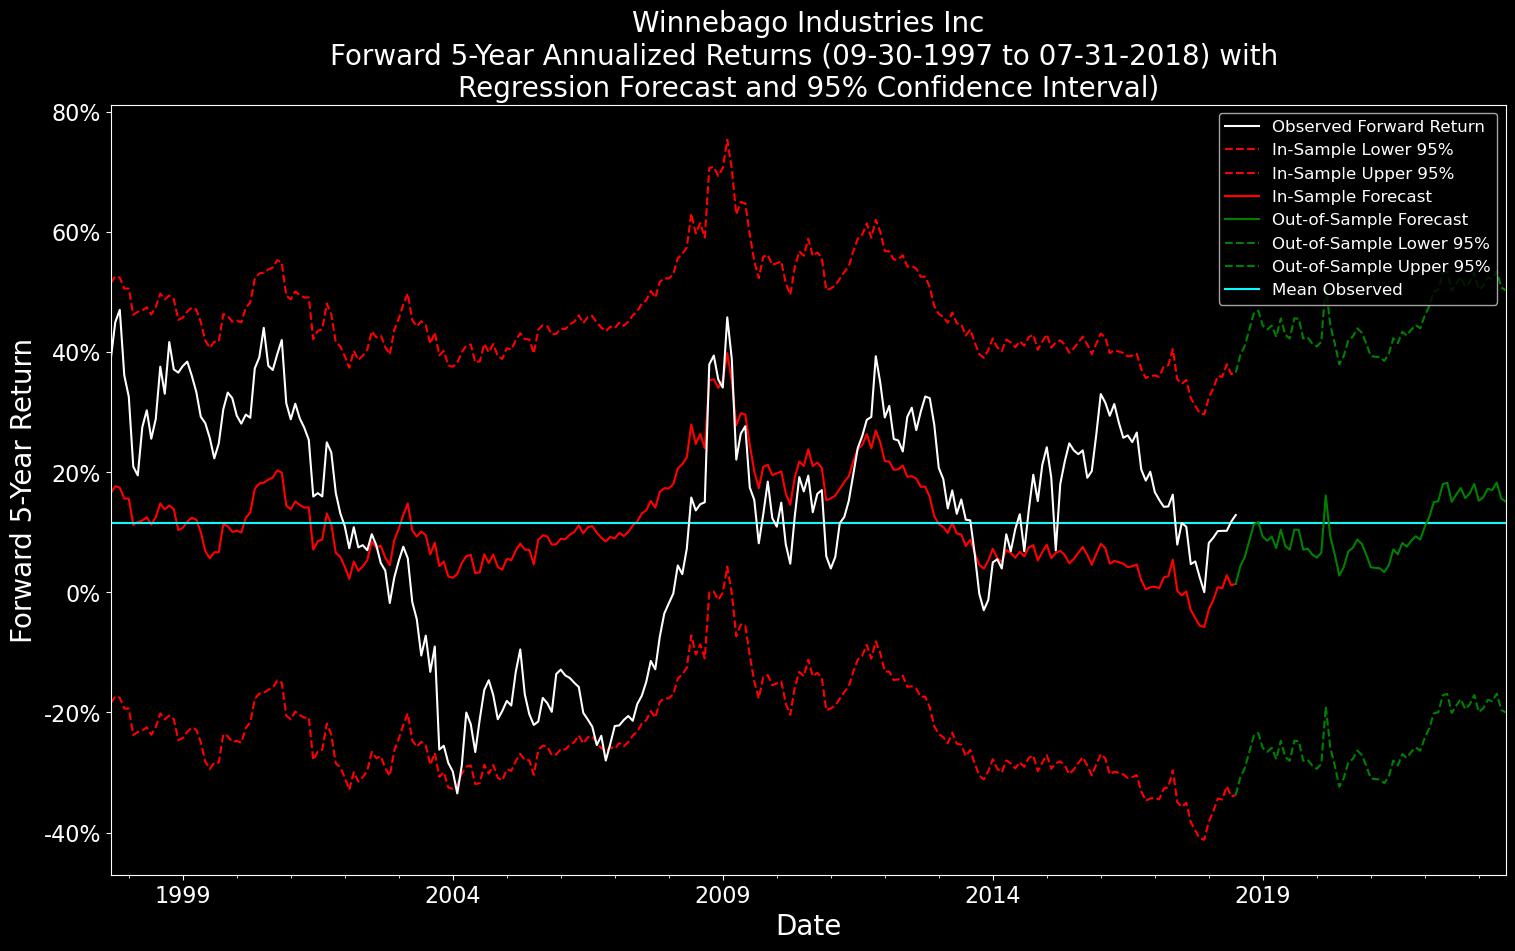 Winnebago Industries Inc
Forward 5-Year Annualized Returns (09-30-1997 to 07-31-2018) with
Regression Forecast and 95% Confidence Interval)
80%
60%
40%
20%
0%
-20%
-40%
Forward 5-Year Return
Observed Forward Return
In-Sample Lower 95%
In-Sample Upper 95%
In-Sample Forecast
Out-of-Sample Forecast
Out-of-Sample Lower 95%
Out-of-Sample Upper 95%
Mean Observed
1999
2004
2009
2014
2019
Date